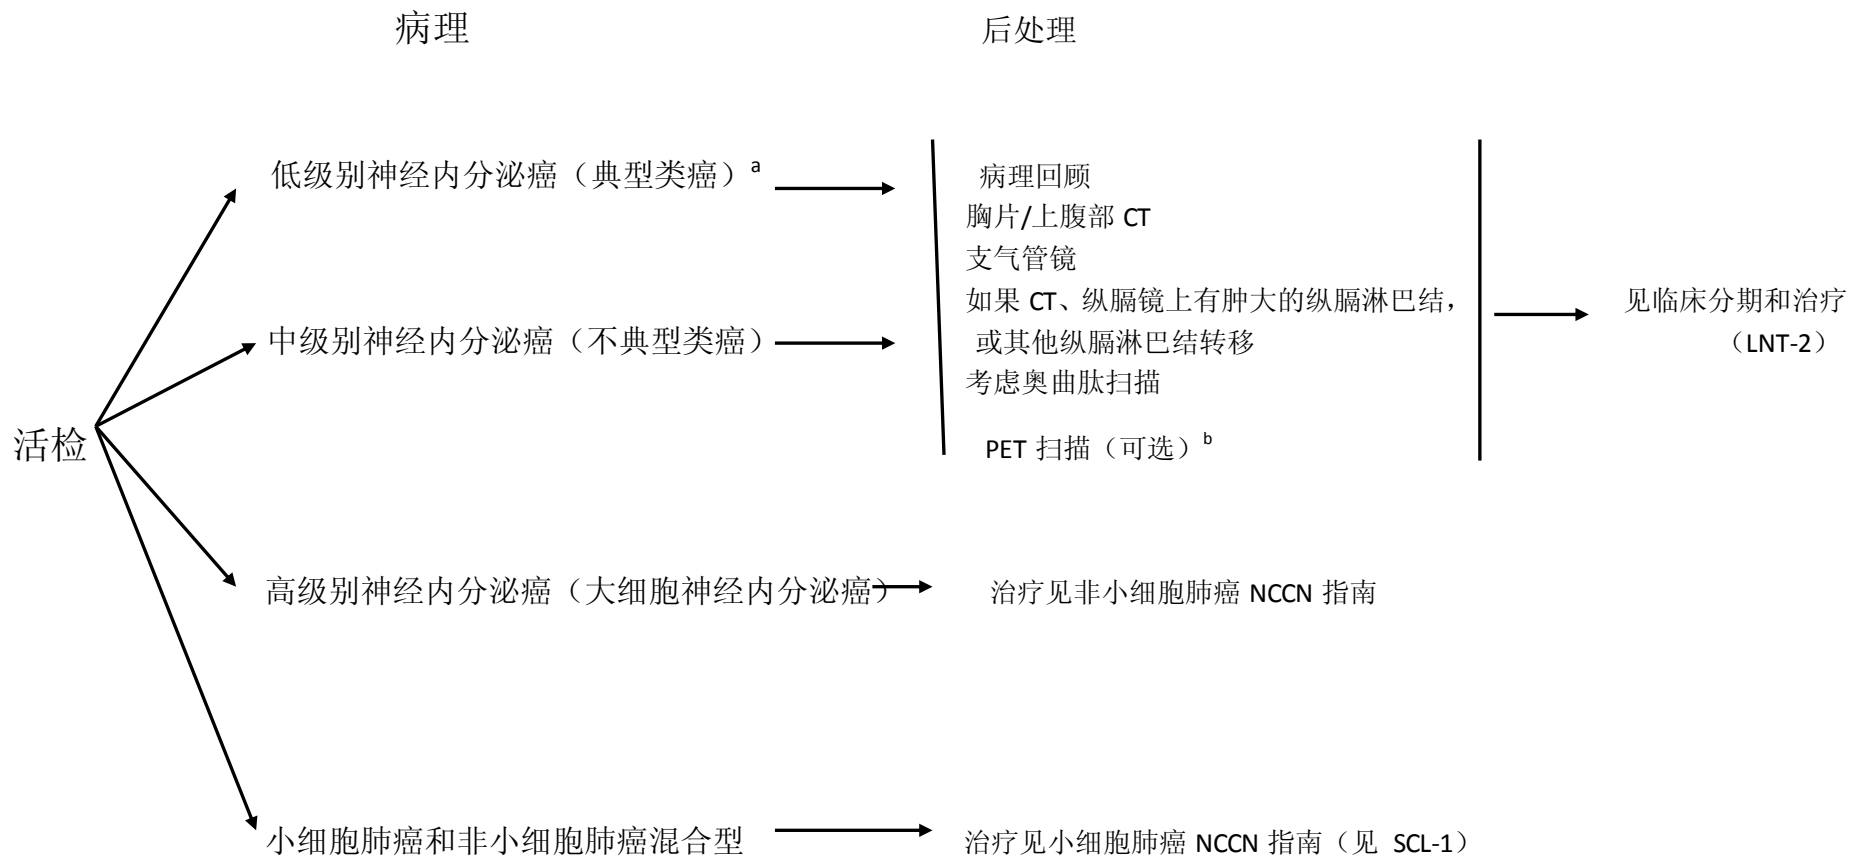 病理
后处理
低级别神经内分泌癌（典型类癌）a
病理回顾
胸片/上腹部 CT
支气管镜
如果 CT、纵膈镜上有肿大的纵膈淋巴结，
或其他纵膈淋巴结转移
考虑奥曲肽扫描
PET 扫描（可选）b
见临床分期和治疗
（LNT-2）
中级别神经内分泌癌（不典型类癌）
活检
高级别神经内分泌癌（大细胞神经内分泌癌）
治疗见非小细胞肺癌 NCCN 指南
小细胞肺癌和非小细胞肺癌混合型
治疗见小细胞肺癌 NCCN 指南（见 SCL-1）